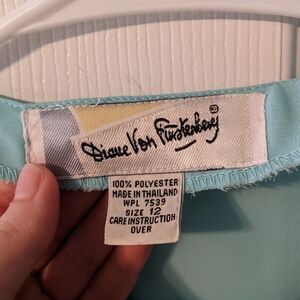 Diane Von Furstenberg
100% POLYESTER
MADE IN THAILAND
WPL 7539
SIZE 12
CARE INSTRUCTION
OVER